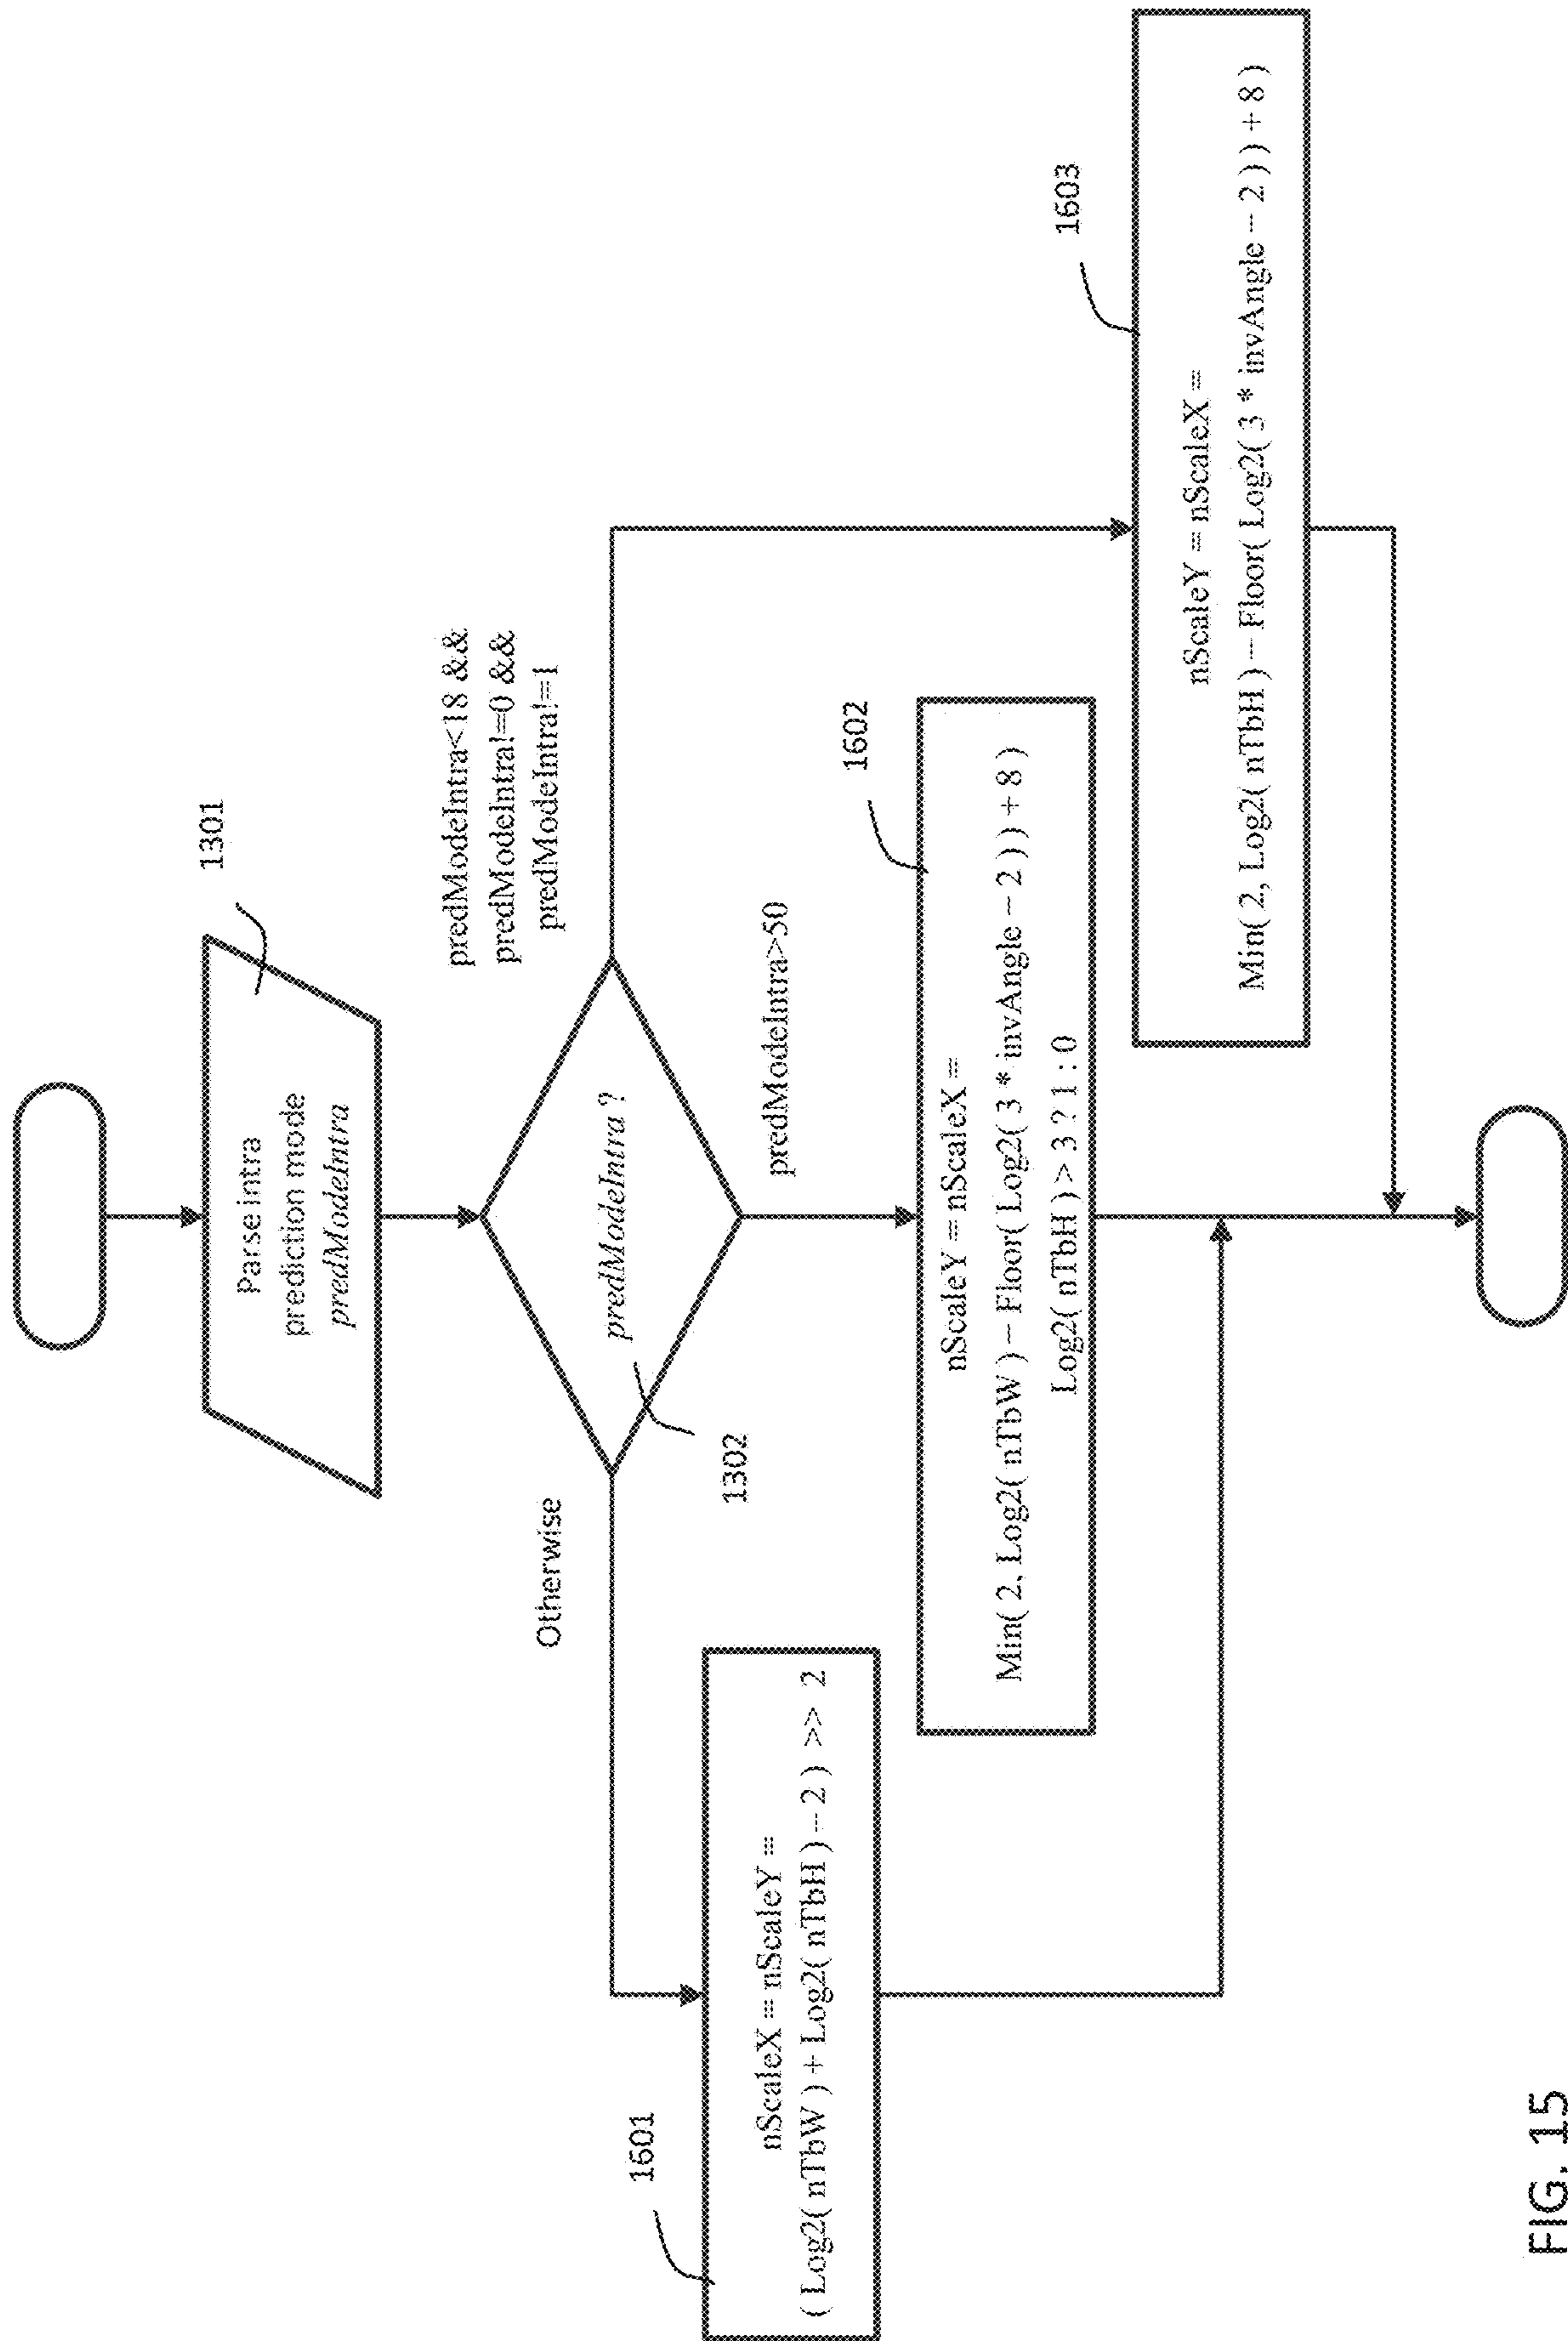 1301
Parse intra
prediction mode
predModeIntra
predModeIntra<18 &&
predModeIntra!=0 &&
predModeIntra!=1
predModeIntra ?
1302
Otherwise
predModeIntra>50
1601
nScaleX = nScaleY =
( Log2( nTbW ) + Log2( nTbH ) − 2 ) >> 2
1602
nScaleY = nScaleX =
Min( 2, Log2( nTbW ) − Floor( Log2( 3 * invAngle − 2 ) ) + 8 )
Log2( nTbH ) > 3 ? 1 : 0
1603
nScaleY = nScaleX =
Min( 2, Log2( nTbH ) − Floor( Log2( 3 * invAngle − 2 ) ) + 8 )
FIG. 15